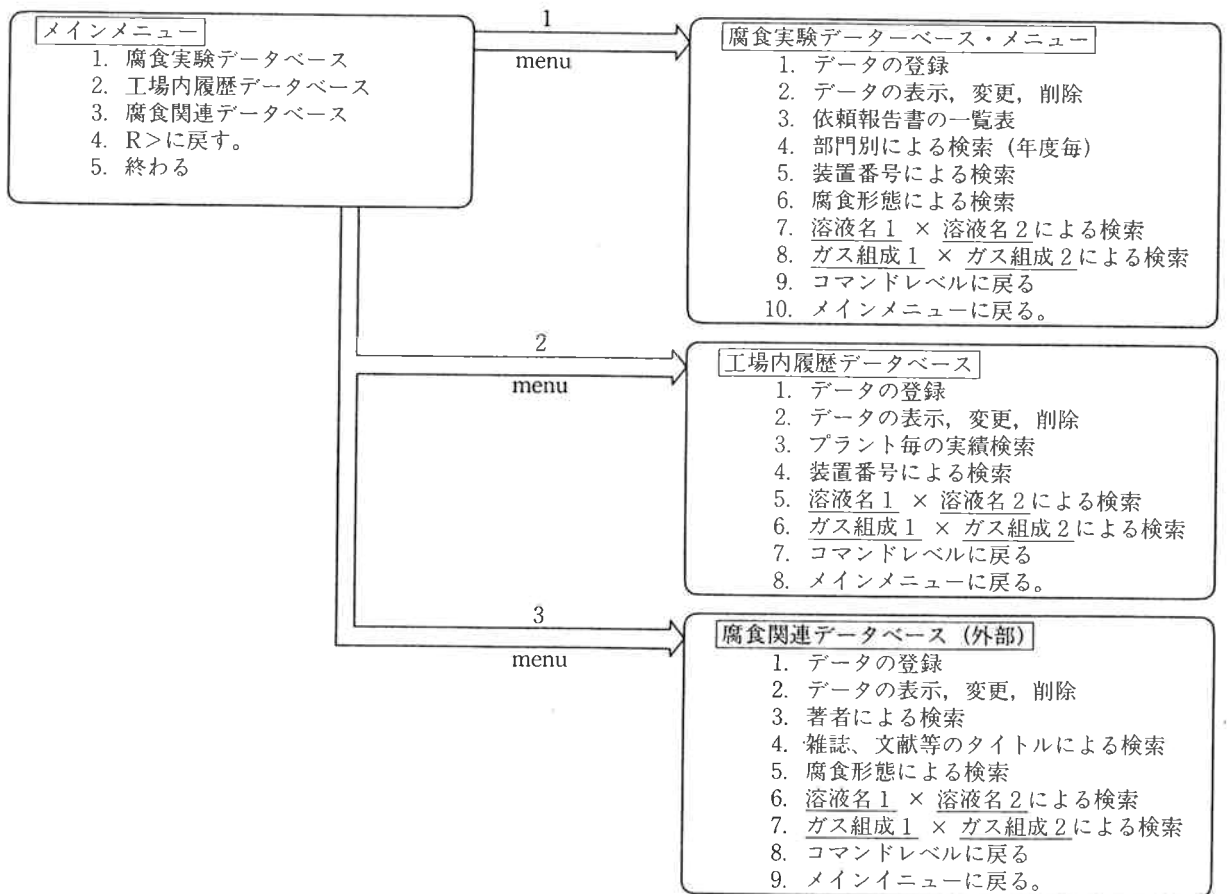 メインメニュー
1. 腐食実験データベース
2. 工場内履歴データベース
3. 腐食関連データベース
4. R>に戻す。
5. 終わる
1
menu
腐食実験データーベース・メニュー
1. データの登録
2. データの表示，変更，削除
3. 依頼報告書の一覧表
4. 部門別による検索（年度毎）
5. 装置番号による検索
6. 腐食形態による検索
7. 溶液名1 × 溶液名2による検索
8. ガス組成1 × ガス組成2による検索
9. コマンドレベルに戻る
10. メインメニューに戻る。
2
menu
工場内履歴データベース
1. データの登録
2. データの表示，変更，削除
3. プラント毎の実績検索
4. 装置番号による検索
5. 溶液名1 × 溶液名2による検索
6. ガス組成1 × ガス組成2による検索
7. コマンドレベルに戻る
8. メインメニューに戻る。
3
menu
腐食関連データベース（外部）
1. データの登録
2. データの表示，変更，削除
3. 著者による検索
4. 雑誌、文献等のタイトルによる検索
5. 腐食形態による検索
6. 溶液名1 × 溶液名2による検索
7. ガス組成1 × ガス組成2による検索
8. コマンドレベルに戻る
9. メインイニューに戻る。